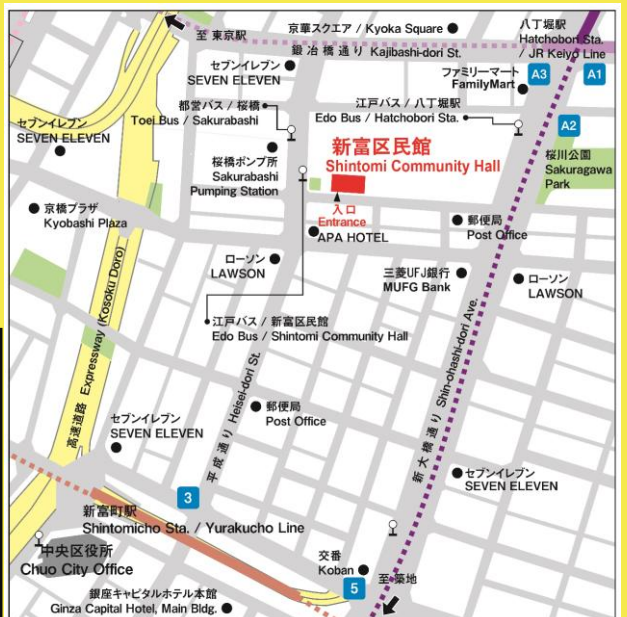 至 東京駅
京華スクエア / Kyoka Square
鍛冶橋通り Kajibashi-dori St.
八丁堀駅
Hatchobori Sta.
/ JR Keiyo Line
セブンイレブン
SEVEN ELEVEN
ファミリーマート
FamilyMart
A3
A1
都営バス / 桜橋
Toei Bus / Sakurabashi
江戸バス / 八丁堀駅
Edo Bus / Hatchobori Sta.
A2
セブンイレブン
SEVEN ELEVEN
桜橋ポンプ所
Sakurabashi
Pumping Station
新富区民館
Shintomi Community Hall
桜川公園
Sakuragawa
Park
入口
Entrance
京橋プラザ
Kyobashi Plaza
APA HOTEL
郵便局
Post Office
ローソン
LAWSON
三菱UFJ銀行
MUFG Bank
ローソン
LAWSON
高速道路 Expressway (Kosoku Doro)
江戸バス / 新富区民館
Edo Bus / Shintomi Community Hall
平成通り Heisei-dori St.
新大橋通り Shin-ohashi-dori Ave.
セブンイレブン
SEVEN ELEVEN
郵便局
Post Office
セブンイレブン
SEVEN ELEVEN
3
新富町駅
Shintomicho Sta. / Yurakucho Line
中央区役所
Chuo City Office
交番
Koban
5
至 築地
銀座キャピタルホテル本館
Ginza Capital Hotel, Main Bldg.